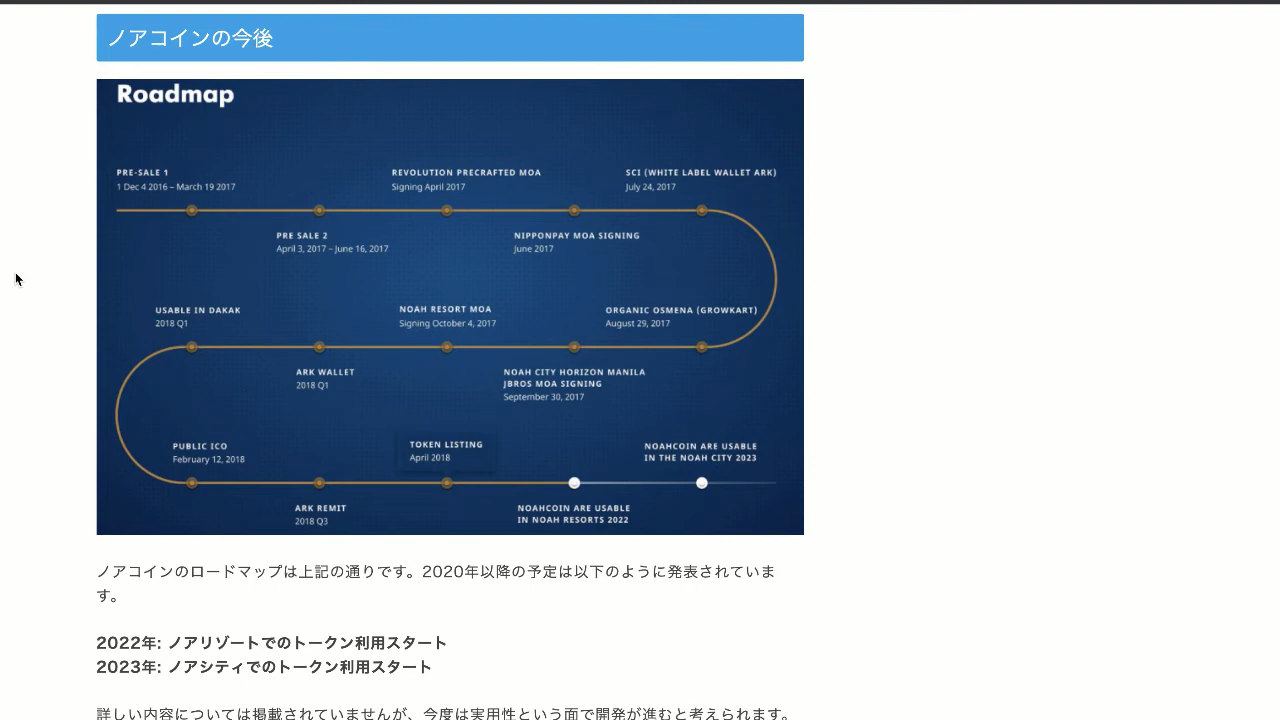 ノアコインの今後
Roadmap
PRE-SALE 1
1 Dec 4 2016 – March 19 2017
REVOLUTION PRECRAFTED MOA
Signing April 2017
SCI (WHITE LABEL WALLET ARK)
July 24, 2017
PRE SALE 2
April 3, 2017 – June 16, 2017
NIPPONPAY MOA SIGNING
June 2017
USABLE IN DAKAK
2018 Q1
NOAH RESORT MOA
Signing October 4, 2017
ORGANIC OSMENA (GROWKART)
August 29, 2017
ARK WALLET
2018 Q1
NOAH CITY HORIZON MANILA
JBROS MOA SIGNING
September 30, 2017
PUBLIC ICO
February 12, 2018
TOKEN LISTING
April 2018
NOAHCOIN ARE USABLE
IN THE NOAH CITY 2023
ARK REMIT
2018 Q3
NOAHCOIN ARE USABLE
IN NOAH RESORTS 2022
ノアコインのロードマップは上記の通りです。2020年以降の予定は以下のように発表されていま
す。
2022年: ノアリゾートでのトークン利用スタート
2023年: ノアシティでのトークン利用スタート
詳しい内容については掲載されていませんが、今度は実用性という面で開発が進むと考えられます。